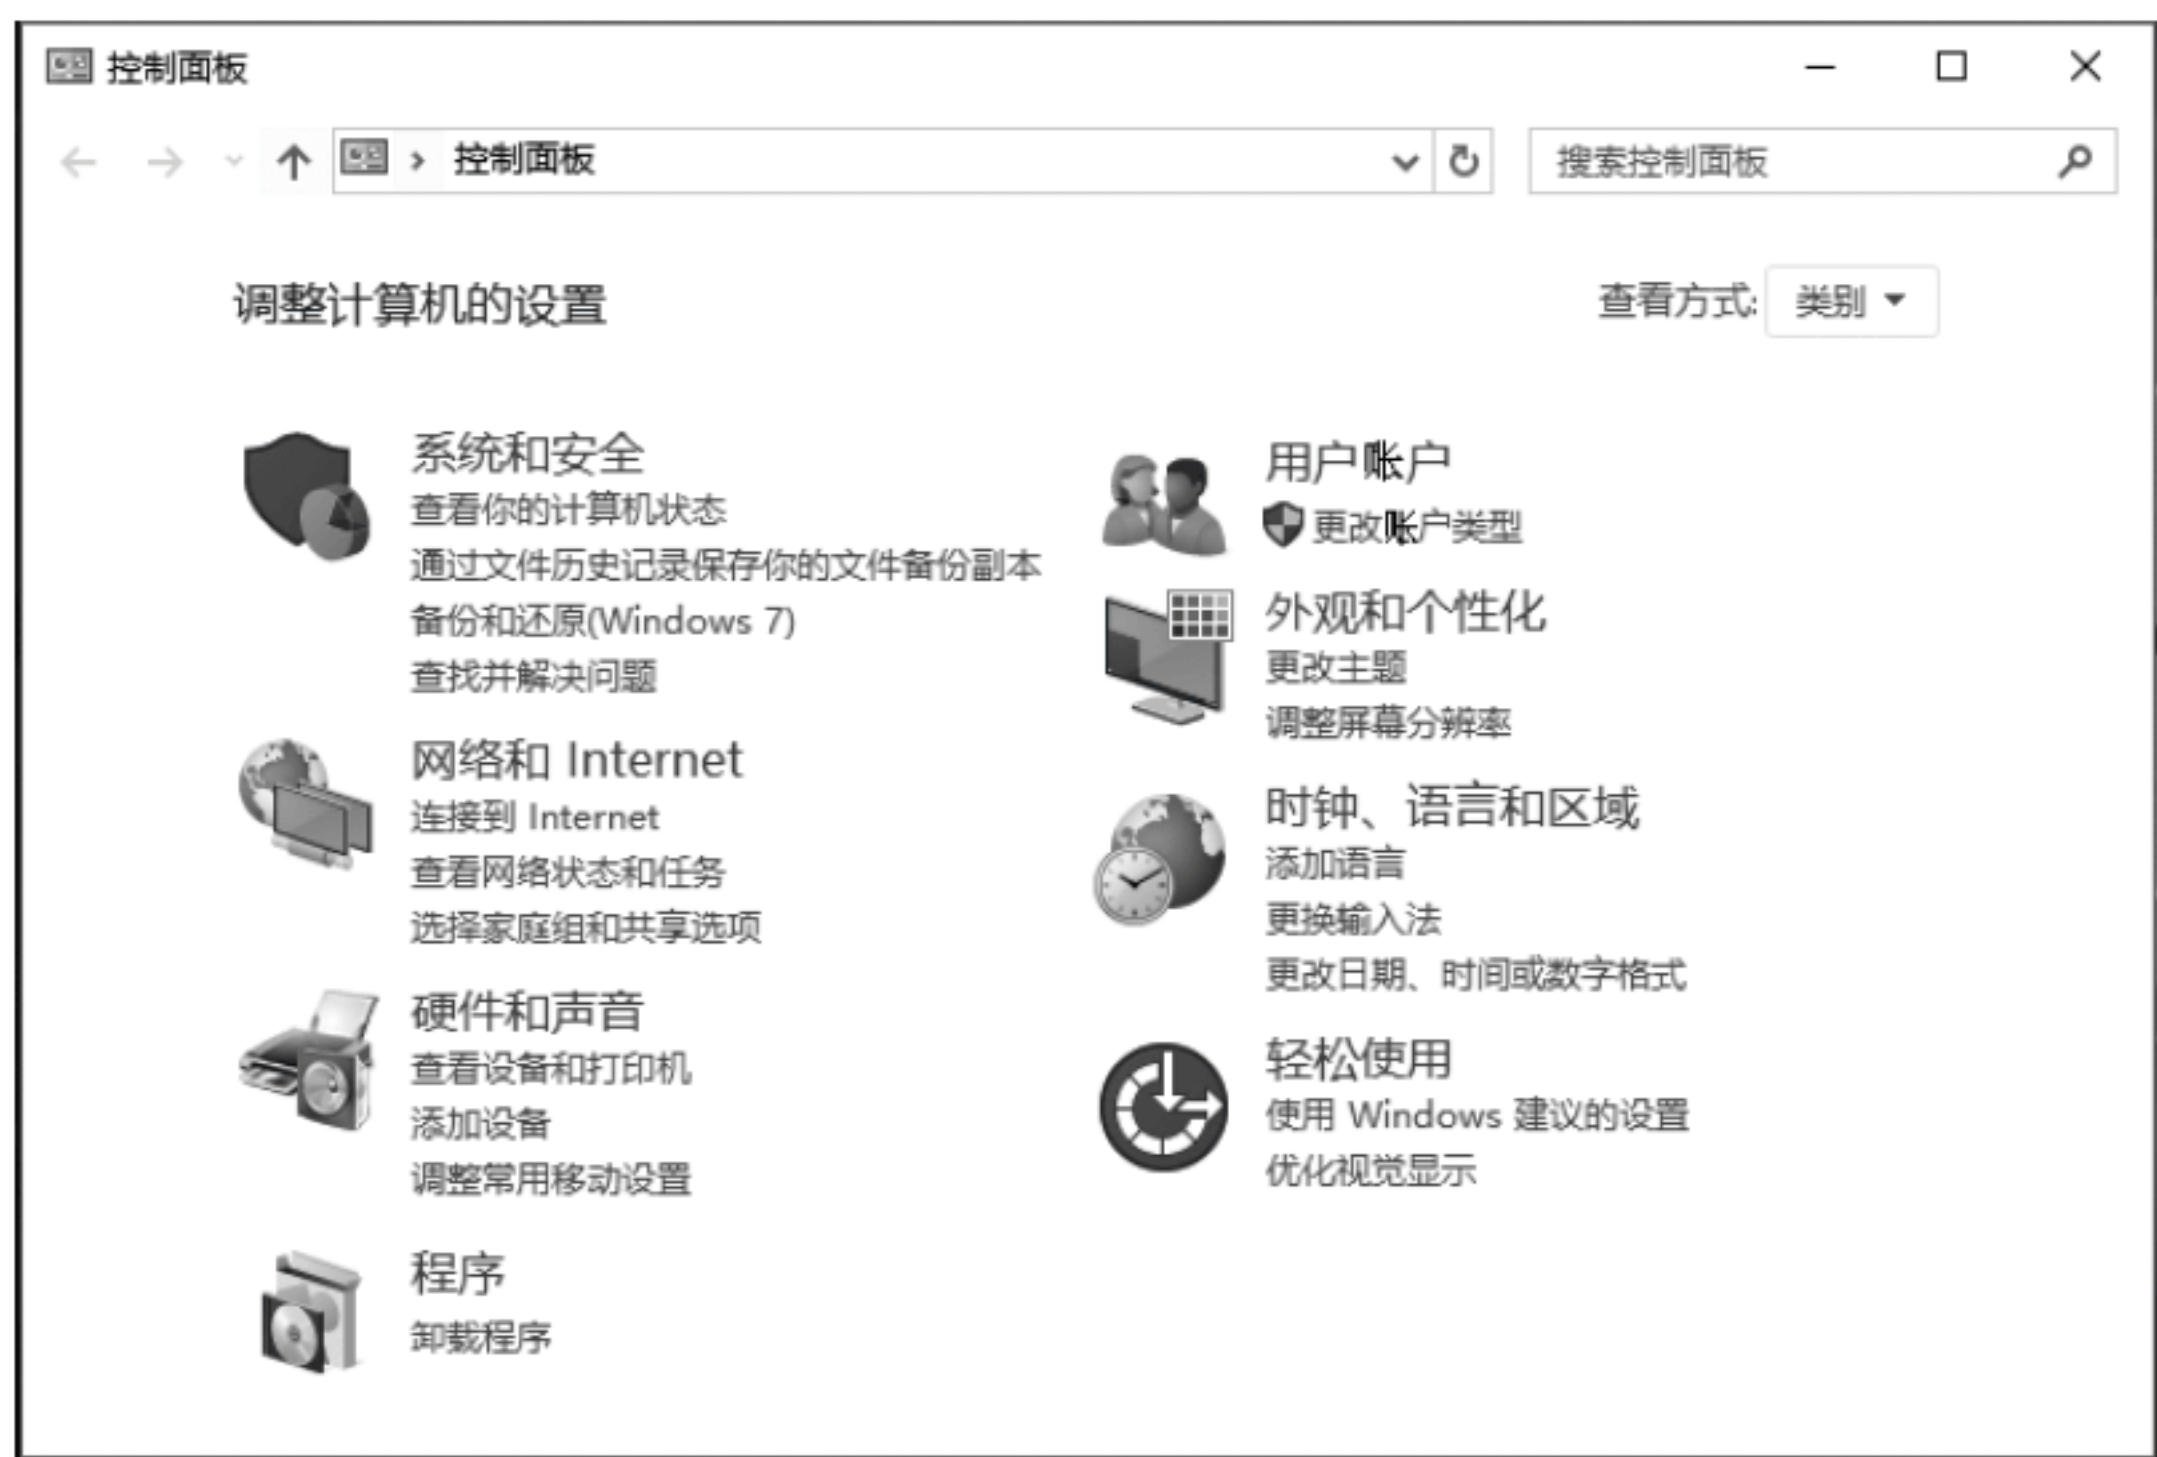 控制面板
控制面板
搜索控制面板
调整计算机的设置
查看方式: 类别
系统和安全
查看你的计算机状态
通过文件历史记录保存你的文件备份副本
备份和还原(Windows 7)
查找并解决问题
网络和 Internet
连接到 Internet
查看网络状态和任务
选择家庭组和共享选项
硬件和声音
查看设备和打印机
添加设备
调整常用移动设置
程序
卸载程序
用户账户
更改账户类型
外观和个性化
更改主题
调整屏幕分辨率
时钟、语言和区域
添加语言
更换输入法
更改日期、时间或数字格式
轻松使用
使用 Windows 建议的设置
优化视觉显示